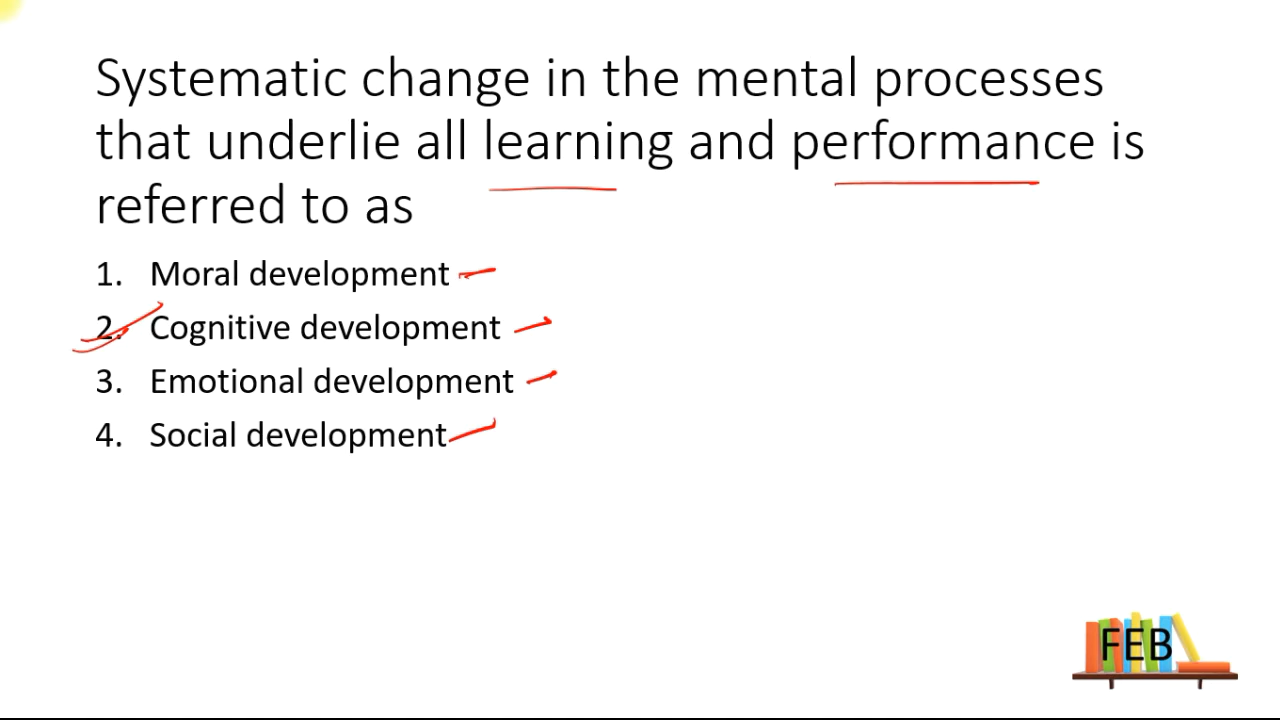 Systematic change in the mental processes
that underlie all learning and performance is
referred to as
1. Moral development
2. Cognitive development
3. Emotional development
4. Social development
FEB